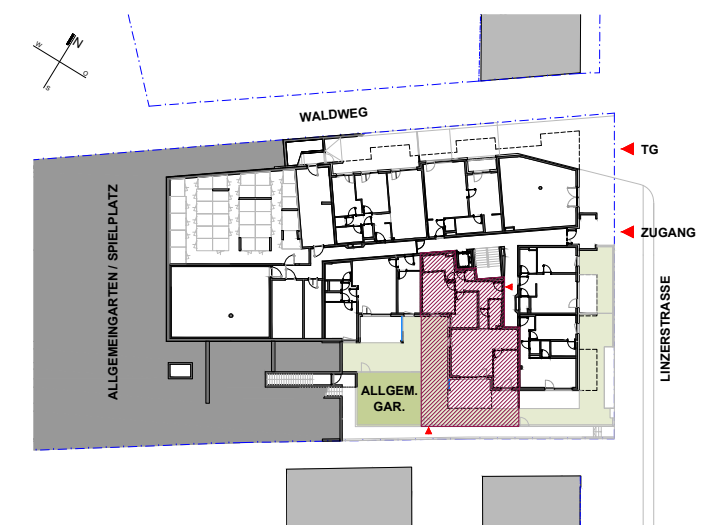 N
W
O
S
WALDWEG
TG
ZUGANG
ALLGEMEINGARTEN / SPIELPLATZ
LINZERSTRASSE
ALLGEM.
GAR.